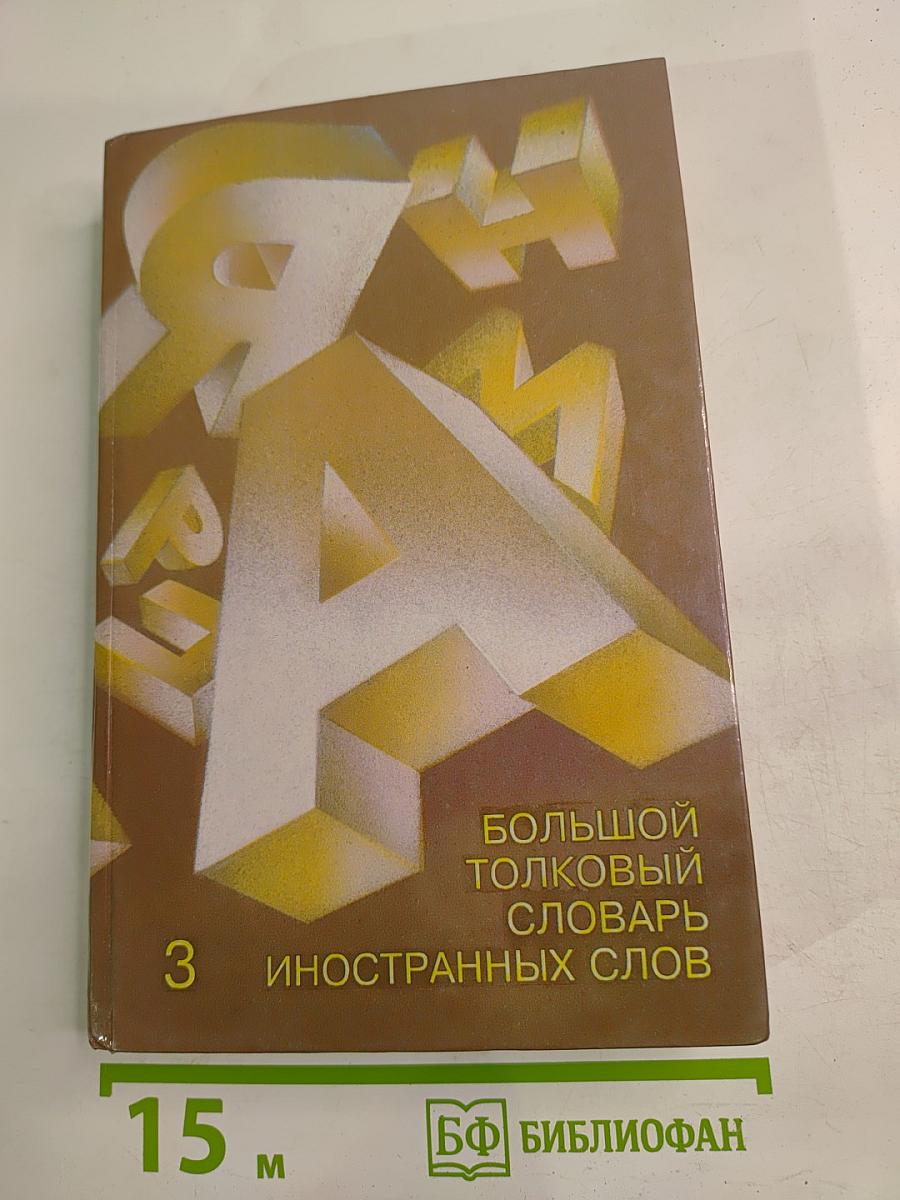 Я
Н
М
А
Р
П
БОЛЬШОЙ
ТОЛКОВЫЙ
СЛОВАРЬ
3 ИНОСТРАННЫХ СЛОВ
15 м
БФ БИБЛИОФАН